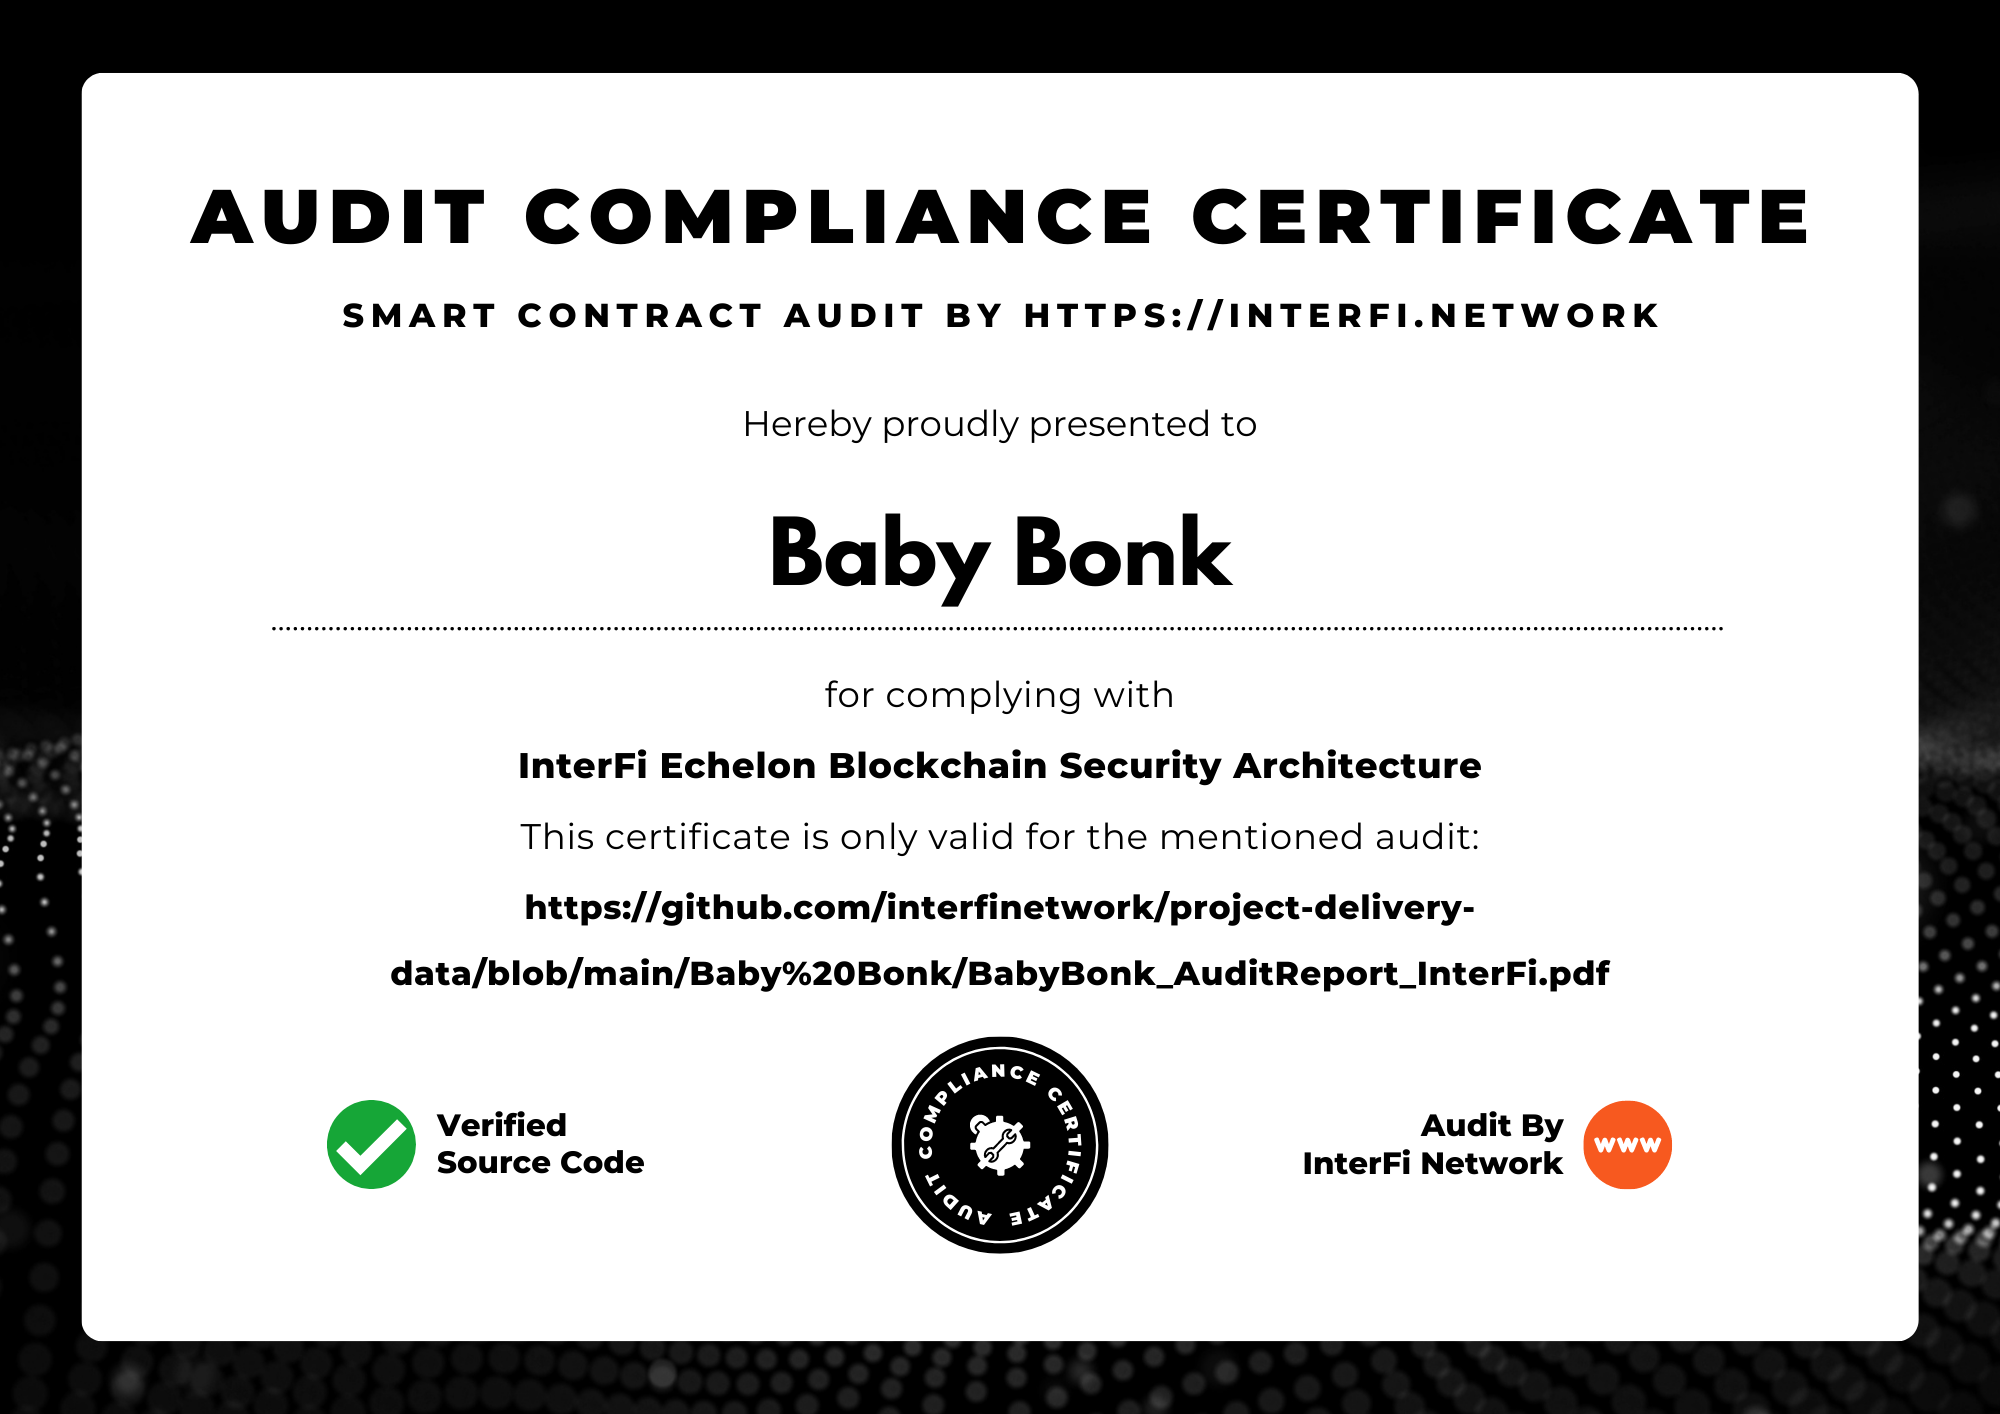 AUDIT COMPLIANCE CERTIFICATE
SMART CONTRACT AUDIT BY HTTPS://INTERFI.NETWORK
Hereby proudly presented to
Baby Bonk
for complying with
InterFi Echelon Blockchain Security Architecture
This certificate is only valid for the mentioned audit:
https://github.com/interfinetwork/project-delivery-
data/blob/main/Baby%20Bonk/BabyBonk_AuditReport_InterFi.pdf
Verified
Source Code
AUDIT COMPLIANCE CERTIFICATE
Audit By
InterFi Network
www